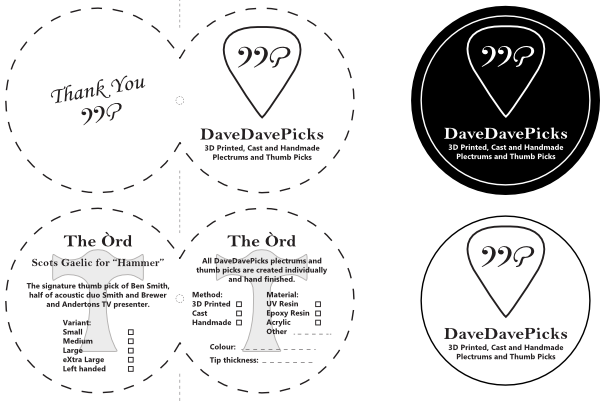 Thank You
DaveDavePicks
3D Printed, Cast and Handmade
Plectrums and Thumb Picks
DaveDavePicks
3D Printed, Cast and Handmade
Plectrums and Thumb Picks
The Òrd
Scots Gaelic for “Hammer”
The signature thumb pick of Ben Smith,
half of acoustic duo Smith and Brewer
and Andertons TV presenter.
Variant:
Small
Medium
Large
eXtra Large
Left handed
The Òrd
All DaveDavePicks plectrums and
thumb picks are created individually
and hand finished.
Method:
3D Printed
Cast
Handmade
Material:
UV Resin
Epoxy Resin
Acrylic
Other
Colour:
Tip thickness:
DaveDavePicks
3D Printed, Cast and Handmade
Plectrums and Thumb Picks